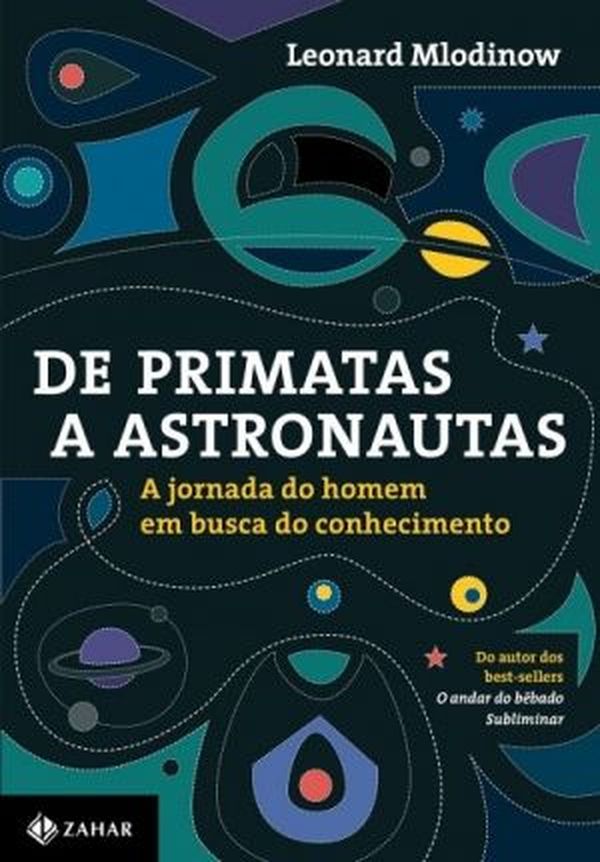 Leonard Mlodinow
DE PRIMATAS
A ASTRONAUTAS
A jornada do homem
em busca do conhecimento
Do autor dos
best-sellers
O andar do bêbado
Subliminar
ZAHAR